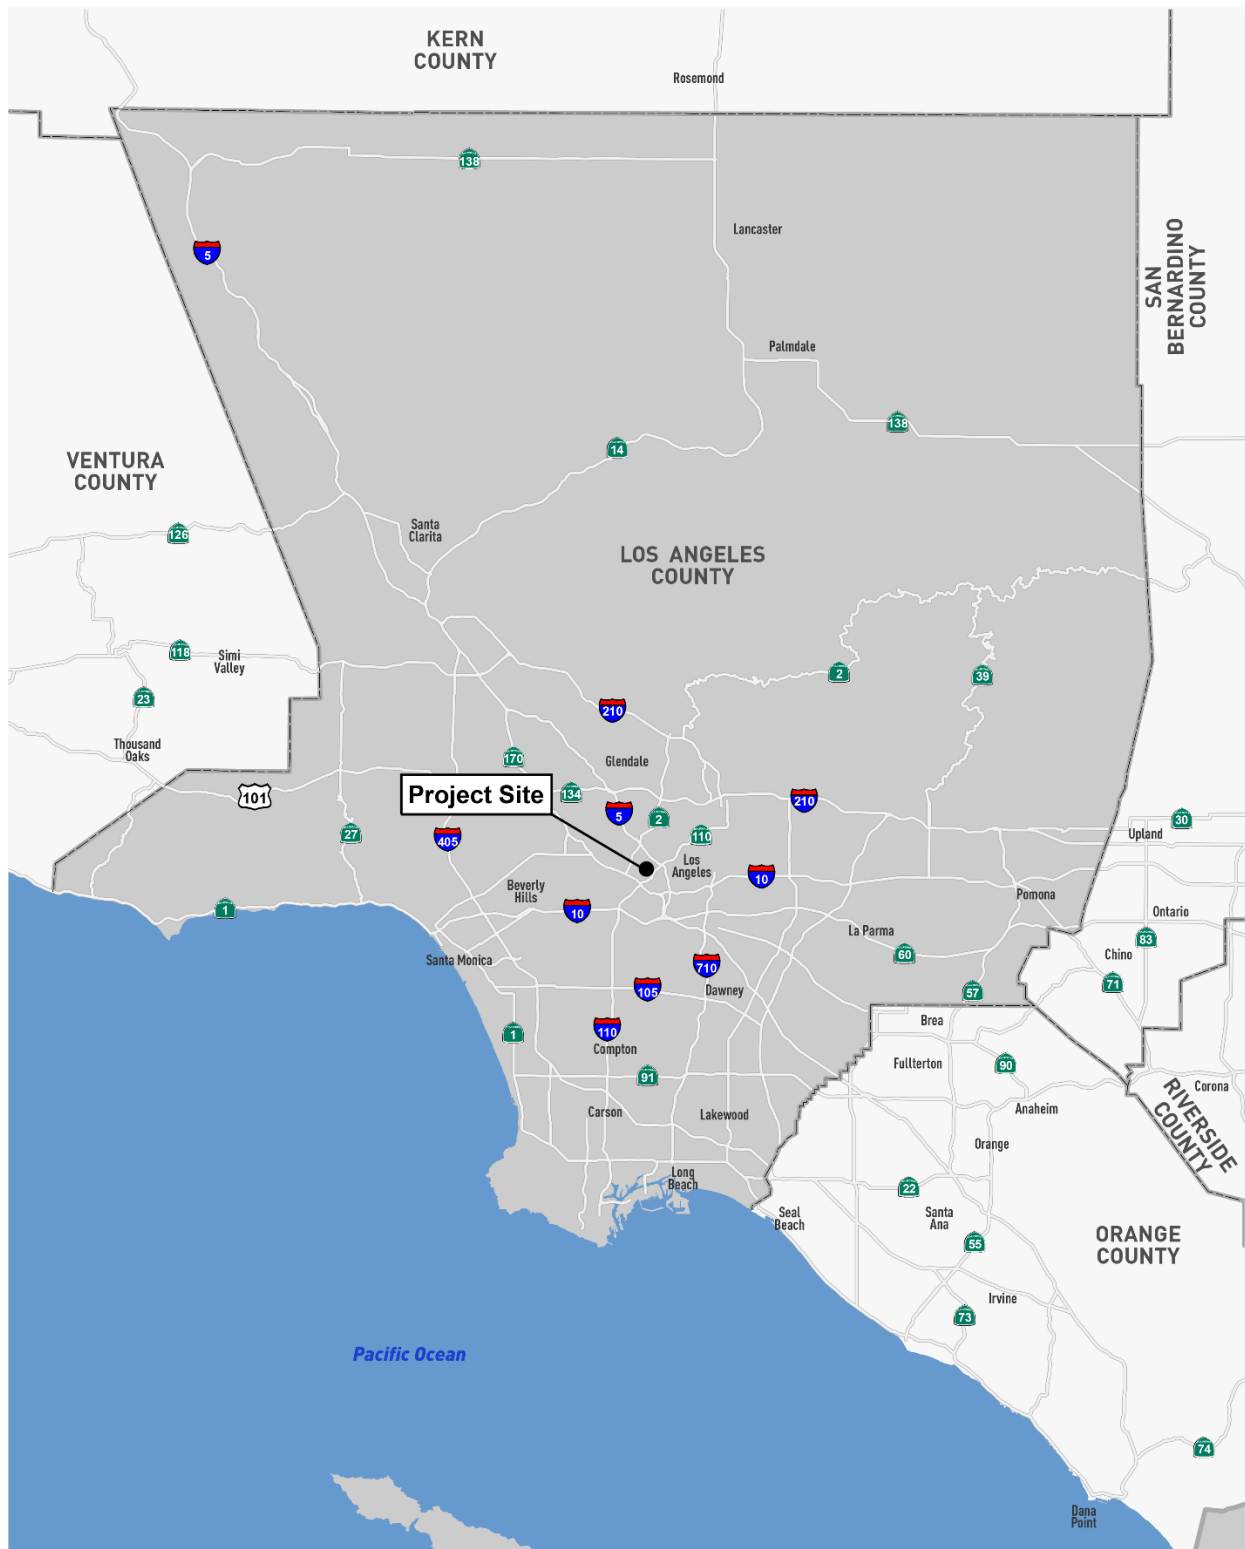 KERN
COUNTY
Rosemond
138
Lancaster
5
SAN
BERNARDINO
COUNTY
Palmdale
138
14
VENTURA
COUNTY
Santa
Clarita
126
LOS ANGELES
COUNTY
118
Simi
Valley
2
39
23
210
Thousand
Oaks
170
Glendale
134
Project Site
101
210
5
2
30
27
405
110
Upland
Los
Angeles
10
Beverly
Hills
Pomona
1
10
Ontario
La Parma
83
60
Chino
Santa Monica
710
71
105
Dawney
57
Brea
1
110
Compton
Fullterton
90
91
Corona
RIVERSIDE
COUNTY
Carson
Lakewood
Anaheim
Orange
Long
Beach
22
Seal
Beach
Santa
Ana
55
ORANGE
COUNTY
Irvine
73
Pacific Ocean
74
Dana
Point